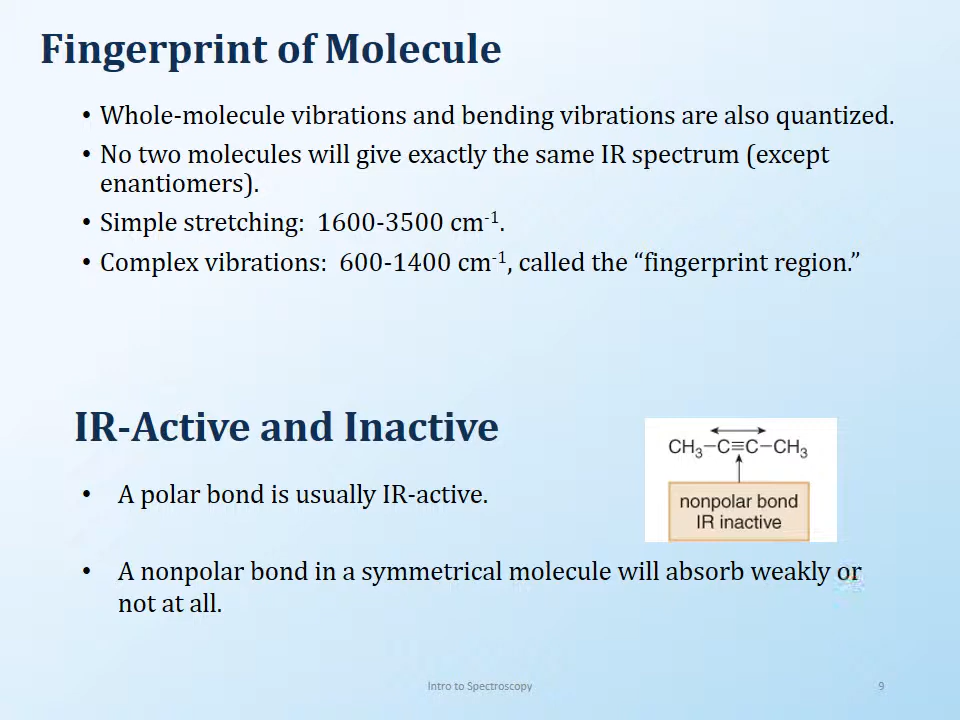 Fingerprint of Molecule
• Whole-molecule vibrations and bending vibrations are also quantized.
• No two molecules will give exactly the same IR spectrum (except
enantiomers).
• Simple stretching: 1600-3500 cm⁻¹.
• Complex vibrations: 600-1400 cm⁻¹, called the “fingerprint region.”
IR-Active and Inactive
CH₃−C≡C−CH₃
nonpolar bond
IR inactive
• A polar bond is usually IR-active.
• A nonpolar bond in a symmetrical molecule will absorb weakly or
not at all.
Intro to Spectroscopy
9